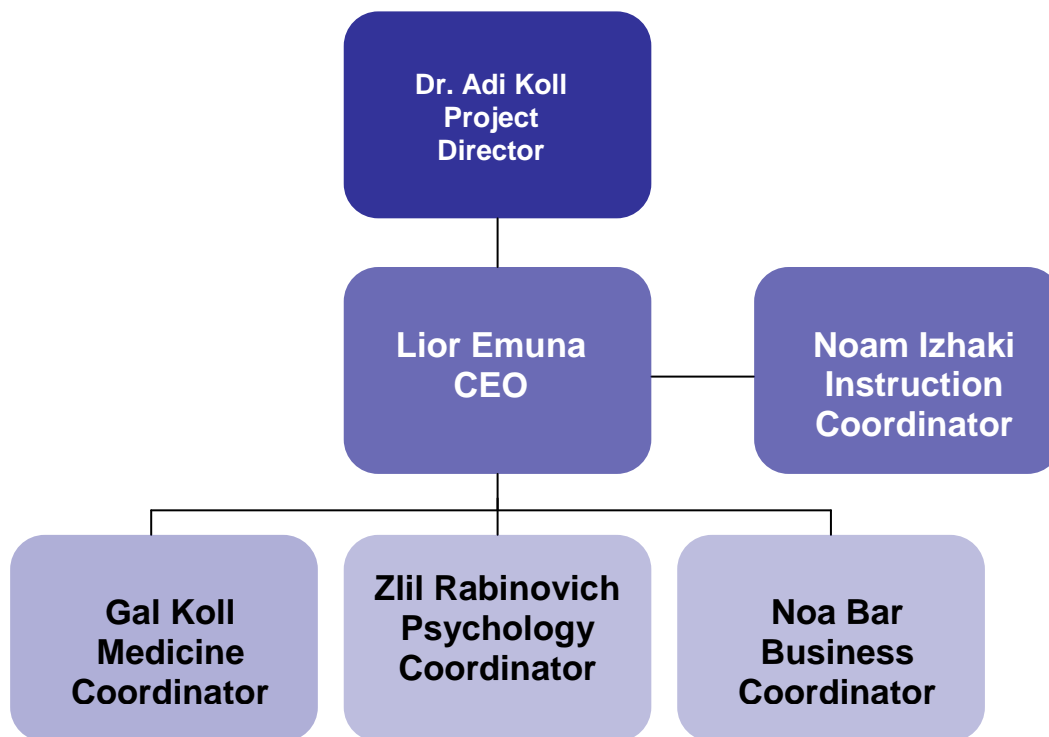 Dr. Adi Koll
Project
Director
Lior Emuna
CEO
Noam Izhaki
Instruction
Coordinator
Gal Koll
Medicine
Coordinator
Zlil Rabinovich
Psychology
Coordinator
Noa Bar
Business
Coordinator